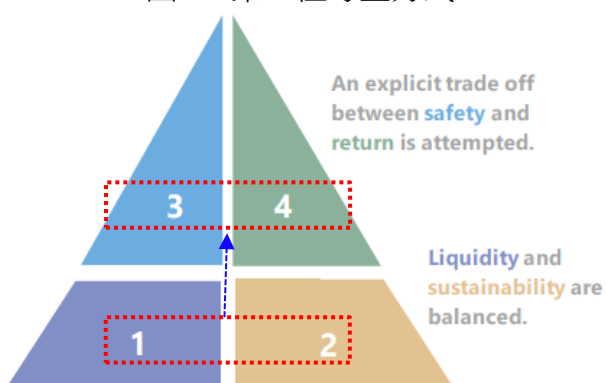 An explicit trade off
between safety and
return is attempted.
3
4
Liquidity and
sustainability are
balanced.
1
2